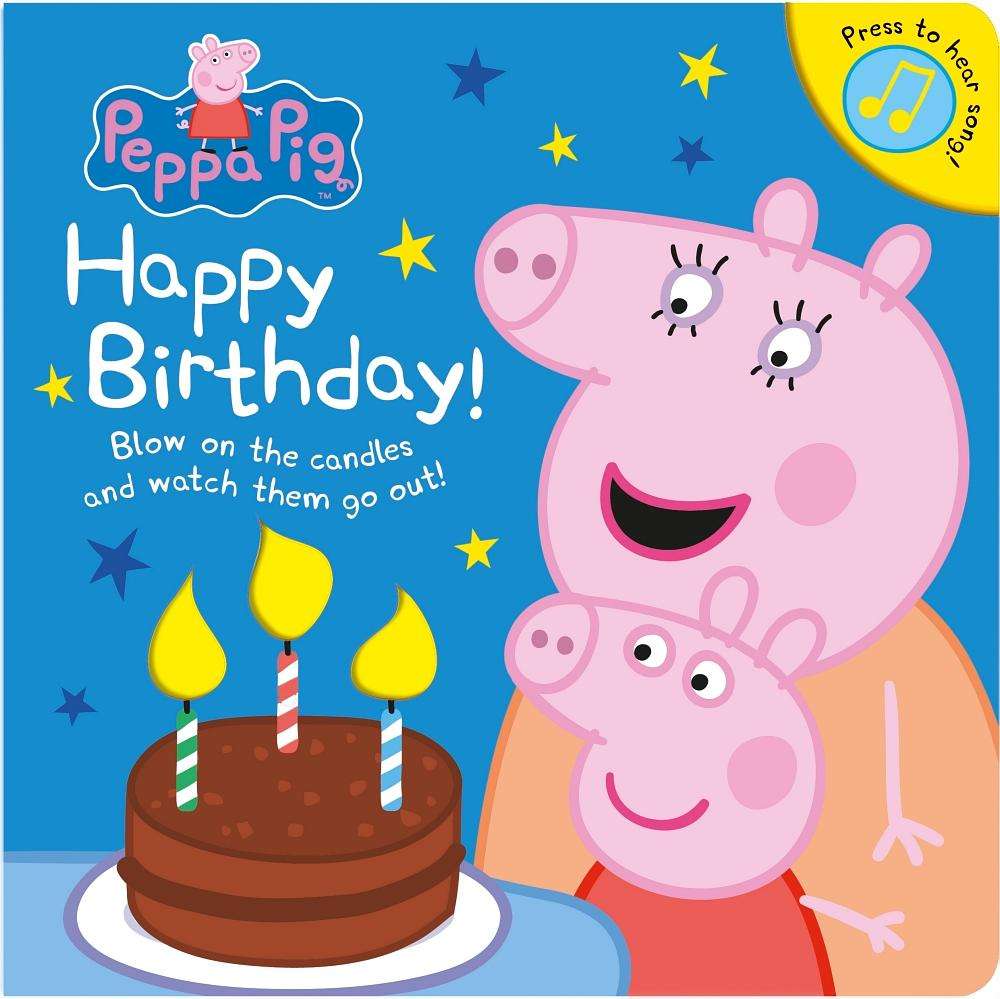 Peppa Pig
TM
Happy
Birthday!
Blow on the candles
and watch them go out!
Press to hear song!